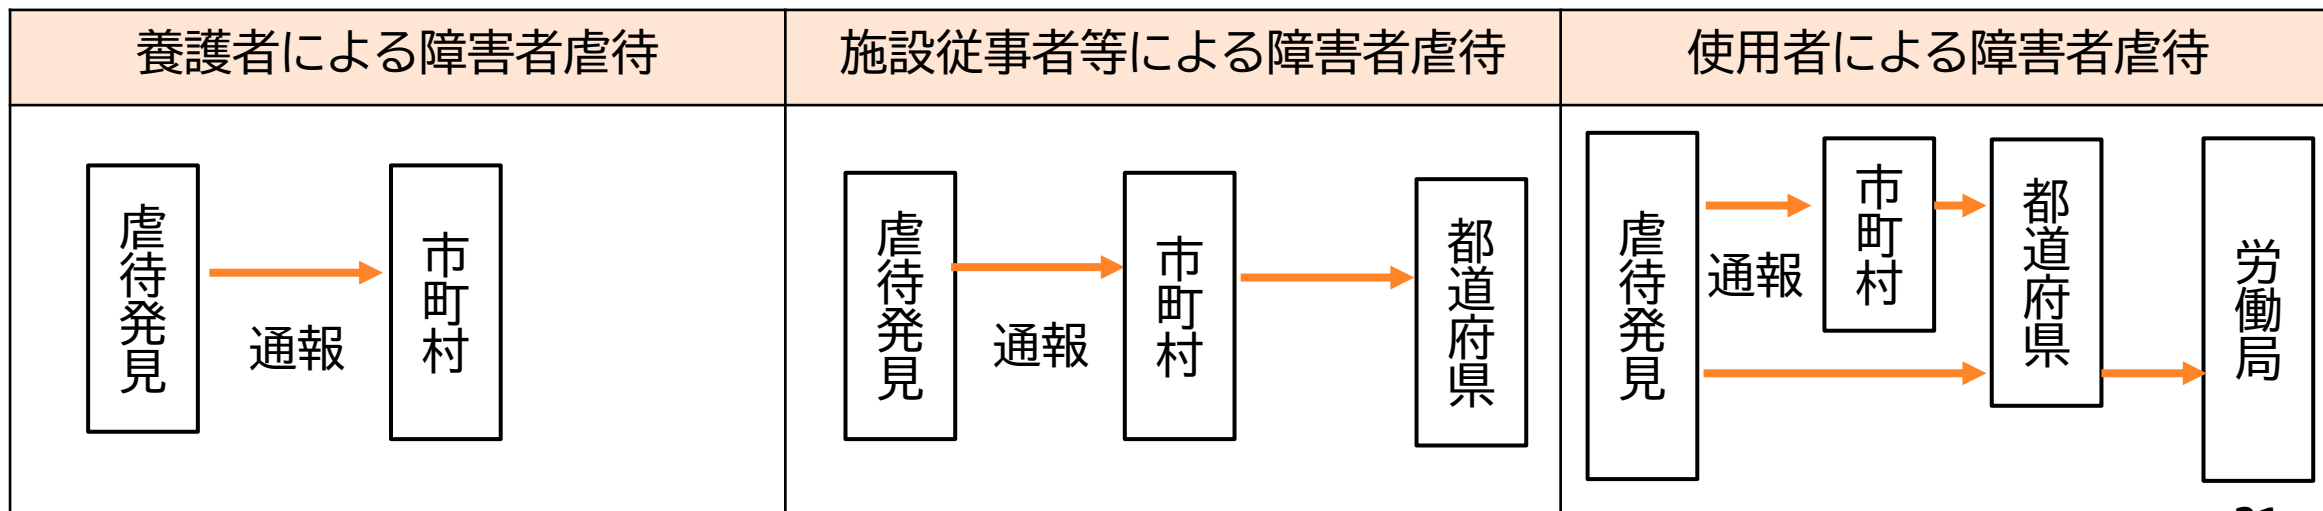 養護者による障害者虐待
施設従事者等による障害者虐待
使用者による障害者虐待
虐待発見
通報
市町村
虐待発見
通報
市町村
都道府県
虐待発見
通報
市町村
都道府県
労働局